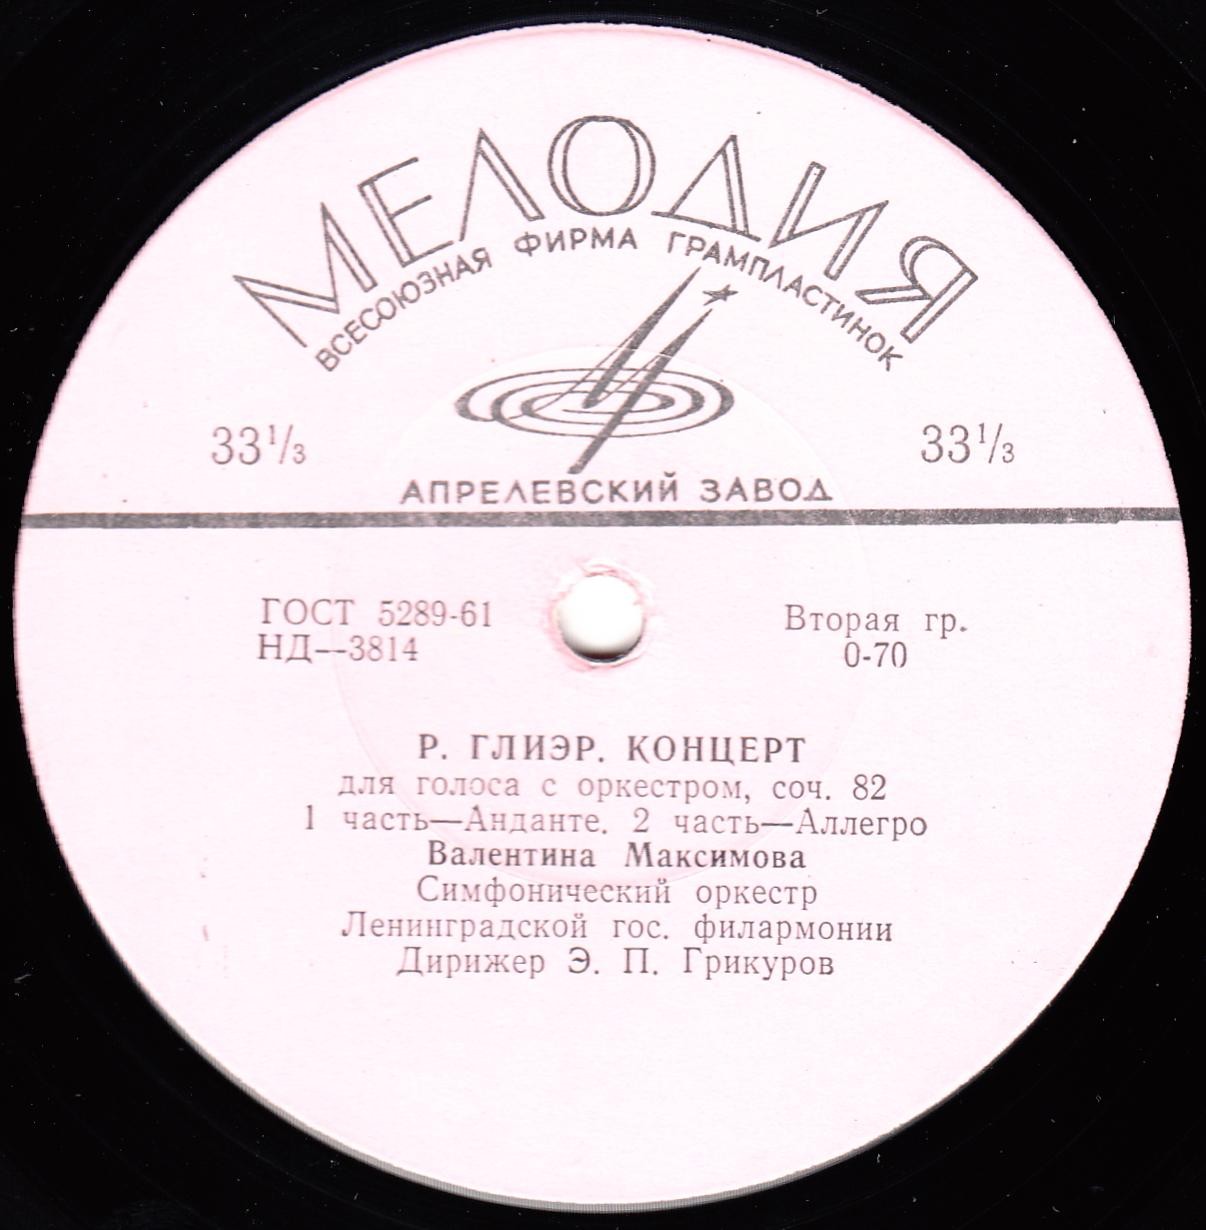 МЕЛОДИЯ
ВСЕСОЮЗНАЯ ФИРМА ГРАМПЛАСТИНОК
33⅓ 33⅓
АПРЕЛЕВСКИЙ ЗАВОД
ГОСТ 5289-61 Вторая гр.
НД—3814 0-70
Р. ГЛИЭР. КОНЦЕРТ
для голоса с оркестром, соч. 82
1 часть—Анданте. 2 часть—Аллегро
Валентина Максимова
Симфонический оркестр
Ленинградской гос. филармонии
Дирижер Э. П. Грикуров